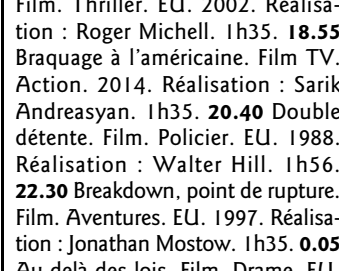 Film. Thriller. EU. 2002. Réalisa-
tion : Roger Michell. 1h35. 18.55
Braquage à l'américaine. Film TV.
Action. 2014. Réalisation : Sarik
Andreasyan. 1h35. 20.40 Double
détente. Film. Policier. EU. 1988.
Réalisation : Walter Hill. 1h56.
22.30 Breakdown, point de rupture.
Film. Aventures. EU. 1997. Réalisa-
tion : Jonathan Mostow. 1h35. 0.05
Au-delà des lois. Film. Drame. EU.